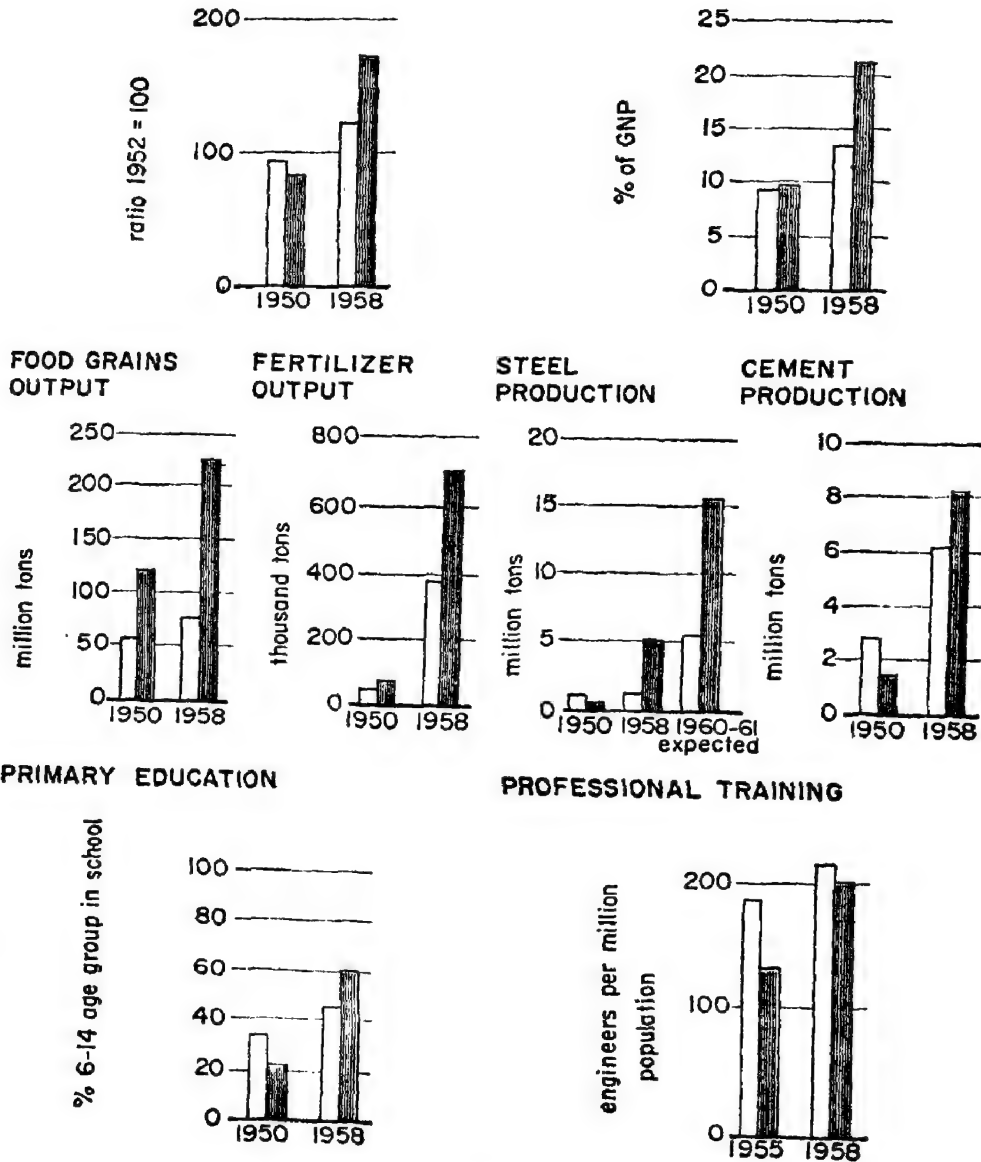 200
100
0
ratio 1952 = 100
1950 1958
25
20
15
10
5
0
% of GNP
1950 1958
FOOD GRAINS
OUTPUT
250
200
150
100
50
0
million tons
1950 1958
FERTILIZER
OUTPUT
800
600
400
200
0
thousand tons
1950 1958
STEEL
PRODUCTION
20
15
10
5
0
million tons
1950 1958 1960-61
expected
CEMENT
PRODUCTION
10
8
6
4
2
0
million tons
1950 1958
PRIMARY EDUCATION
100
80
60
40
20
0
% 6-14 age group in school
1950 1958
PROFESSIONAL TRAINING
200
100
0
engineers per million
population
1955 1958